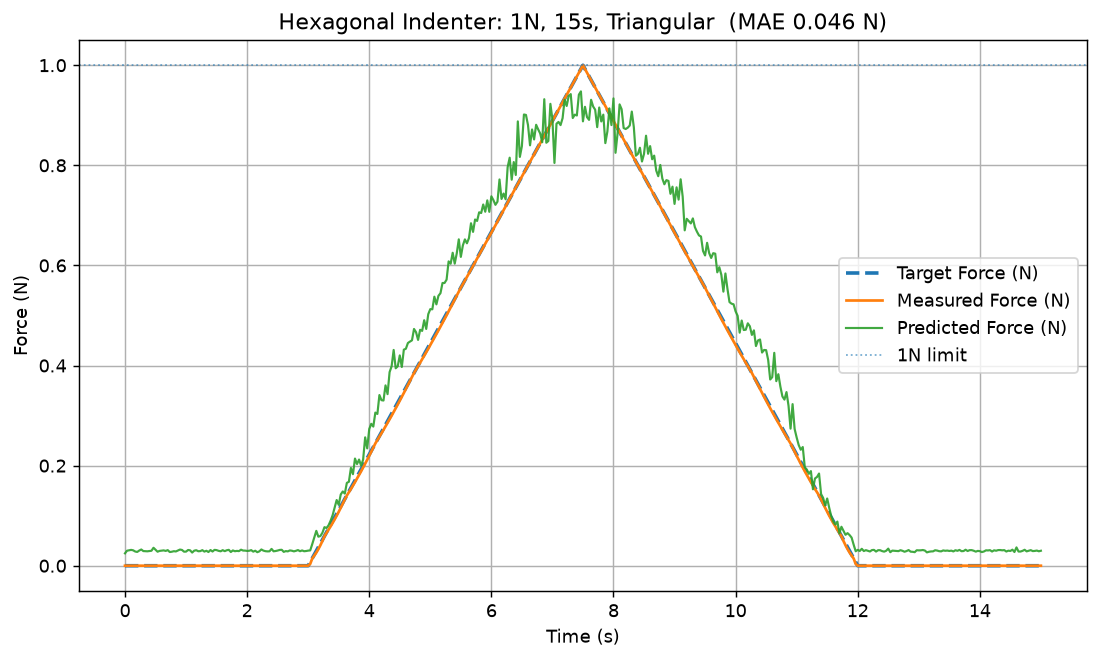 Hexagonal Indenter: 1N, 15s, Triangular  (MAE 0.046 N)
Force (N)
1.0
0.8
0.6
0.4
0.2
0.0
Target Force (N)
Measured Force (N)
Predicted Force (N)
1N limit
0 2 4 6 8 10 12 14
Time (s)